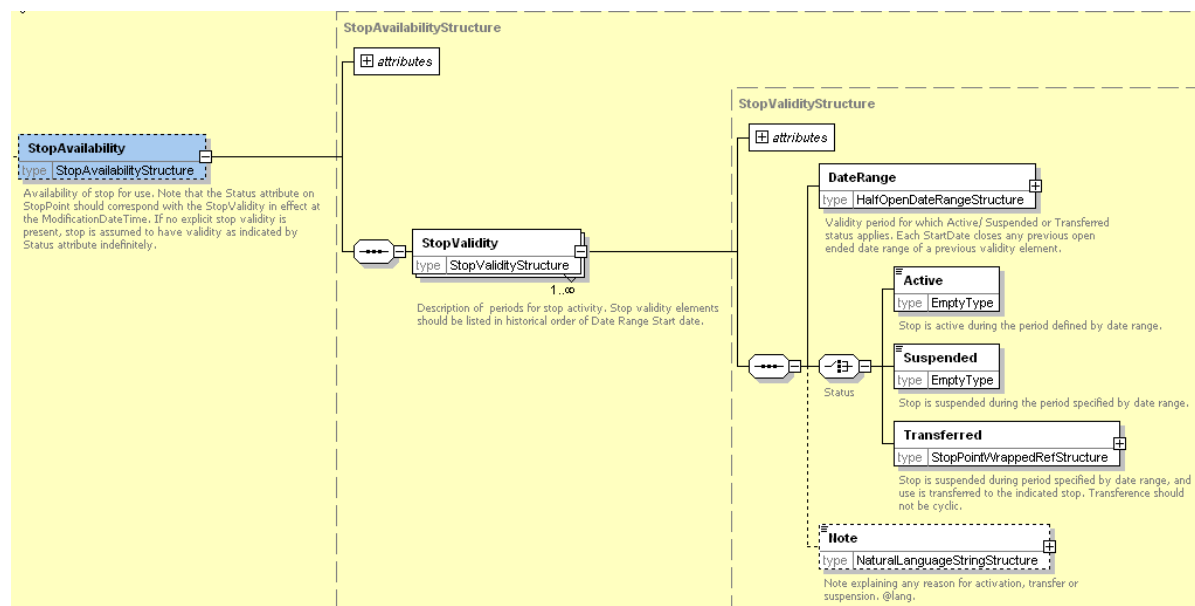 StopAvailabilityStructure
attributes
StopValidityStructure
attributes
StopAvailability
type StopAvailabilityStructure
Availability of stop for use. Note that the Status attribute on
StopPoint should correspond with the StopValidity in effect at
the ModificationDateTime. If no explicit stop validity is
present, stop is assumed to have validity as indicated by
Status attribute indefinitely.
StopValidity
type StopValidityStructure
1..∞
Description of periods for stop activity. Stop validity elements
should be listed in historical order of Date Range Start date.
DateRange
type HalfOpenDateRangeStructure
Validity period for which Active/ Suspended or Transferred
status applies. Each StartDate closes any previous open
ended date range of a previous validity element.
Status
Active
type EmptyType
Stop is active during the period defined by date range.
Suspended
type EmptyType
Stop is suspended during the period specified by date range.
Transferred
type StopPointWrappedRefStructure
Stop is suspended during period specified by date range, and
use is transferred to the indicated stop. Transference should
not be cyclic.
Note
type NaturalLanguageStringStructure
Note explaining any reason for activation, transfer or
suspension. @lang.